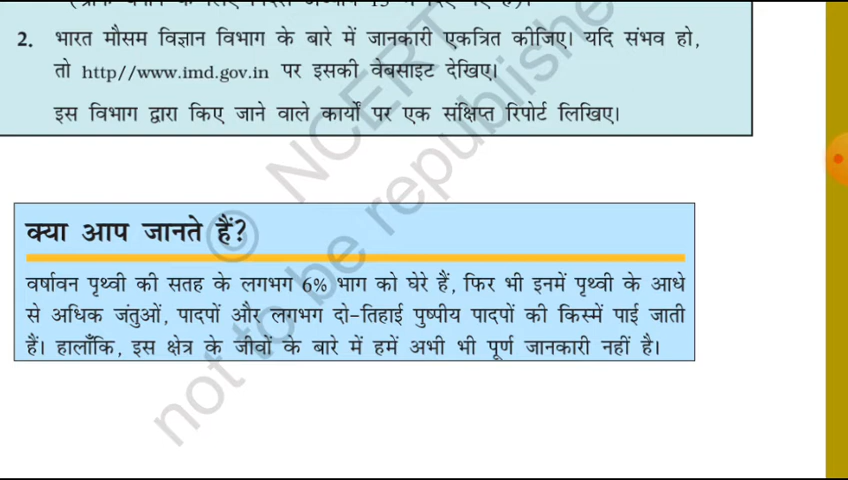 2. भारत मौसम विज्ञान विभाग के बारे में जानकारी एकत्रित कीजिए। यदि संभव हो,
तो http//www.imd.gov.in पर इसकी वेबसाइट देखिए।
इस विभाग द्वारा किए जाने वाले कार्यों पर एक संक्षिप्त रिपोर्ट लिखिए।
क्या आप जानते हैं?
वर्षावन पृथ्वी की सतह के लगभग 6% भाग को घेरे हैं, फिर भी इनमें पृथ्वी के आधे
से अधिक जंतुओं, पादपों और लगभग दो-तिहाई पुष्पीय पादपों की किस्में पाई जाती
हैं। हालाँकि, इस क्षेत्र के जीवों के बारे में हमें अभी भी पूर्ण जानकारी नहीं है।
© NCERT
not to be republishe